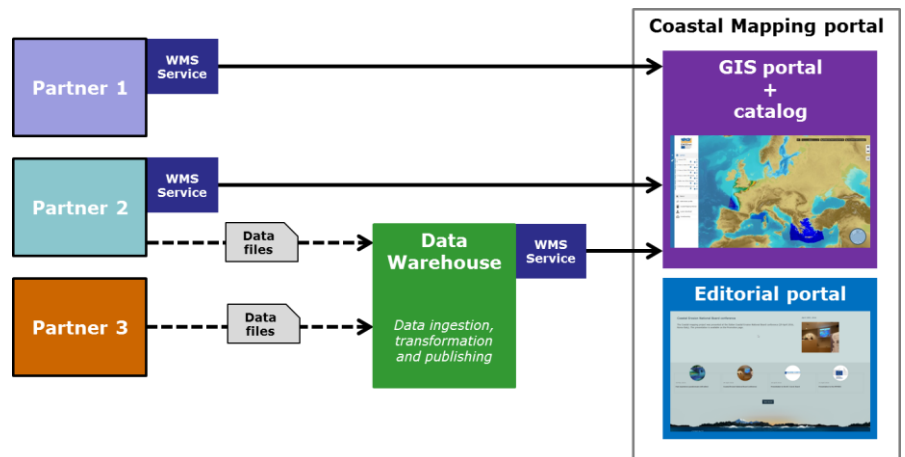 Coastal Mapping portal
Partner 1
WMS
Service
GIS portal
+
catalog
Partner 2
WMS
Service
Data
files
Data
Warehouse
WMS
Service
Data ingestion,
transformation
and publishing
Partner 3
Data
files
Editorial portal